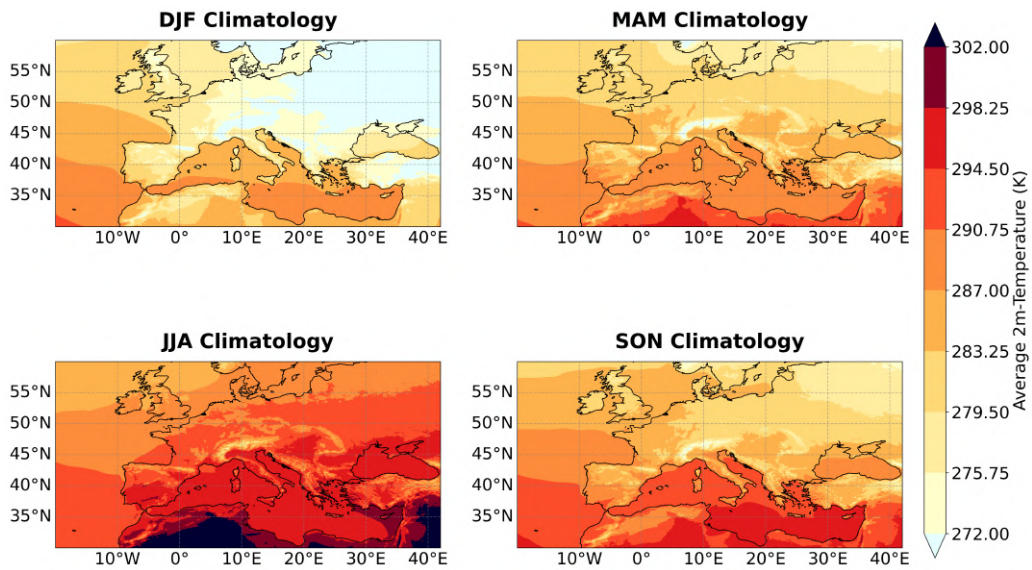 DJF Climatology
MAM Climatology
55°N
50°N
45°N
40°N
35°N
10°W 0° 10°E 20°E 30°E 40°E
55°N
50°N
45°N
40°N
35°N
10°W 0° 10°E 20°E 30°E 40°E
JJA Climatology
SON Climatology
55°N
50°N
45°N
40°N
35°N
10°W 0° 10°E 20°E 30°E 40°E
55°N
50°N
45°N
40°N
35°N
10°W 0° 10°E 20°E 30°E 40°E
302.00
298.25
294.50
290.75
287.00
283.25
279.50
275.75
272.00
Average 2m-Temperature (K)